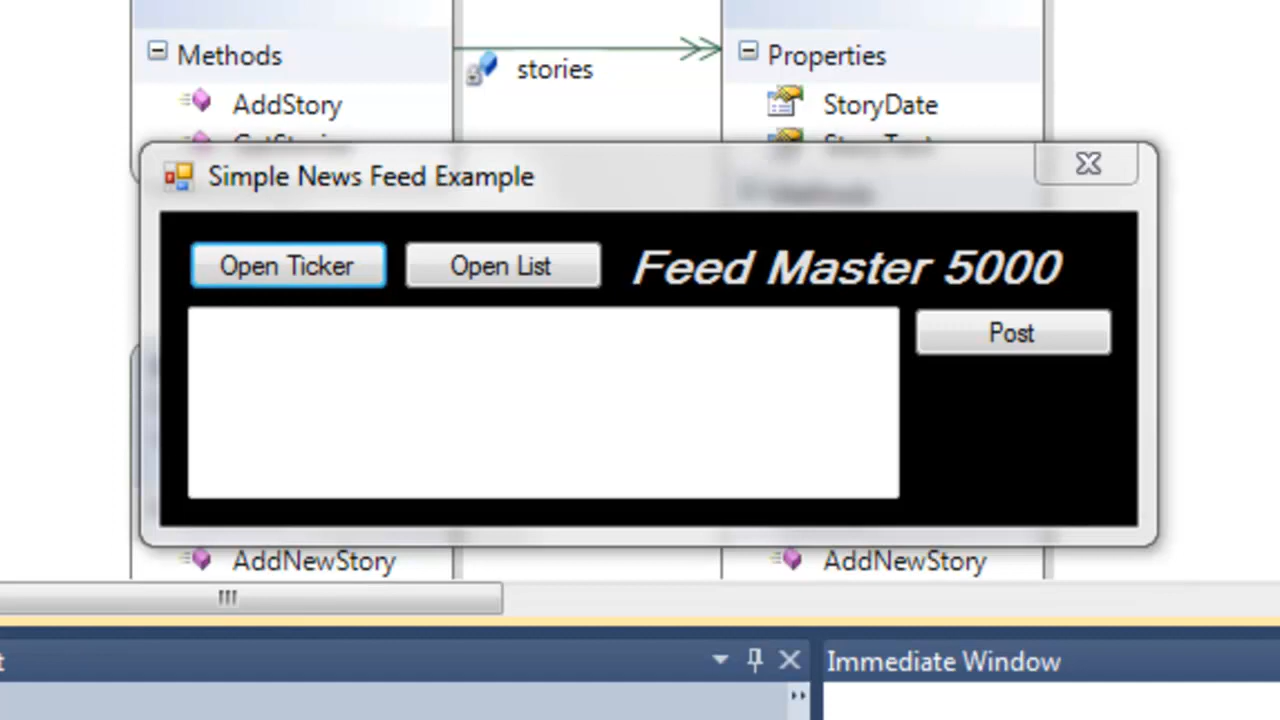 Methods
stories
Properties
AddStory
StoryDate
Simple News Feed Example
Open Ticker
Open List
Feed Master 5000
Post
AddNewStory
AddNewStory
Immediate Window